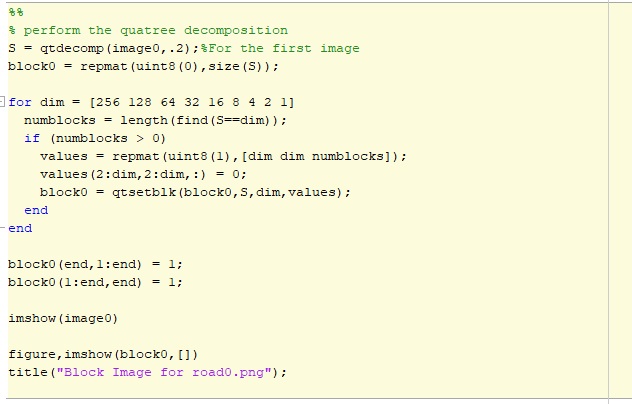 %%
% perform the quatree decomposition
S = qtdecomp(image0,.2);%For the first image
block0 = repmat(uint8(0),size(S));
for dim = [256 128 64 32 16 8 4 2 1]
numblocks = length(find(S==dim));
if (numblocks > 0)
values = repmat(uint8(1),[dim dim numblocks]);
values(2:dim,2:dim,:) = 0;
block0 = qtsetblk(block0,S,dim,values);
end
end
block0(end,1:end) = 1;
block0(1:end,end) = 1;
imshow(image0)
figure,imshow(block0,[])
title("Block Image for road0.png");